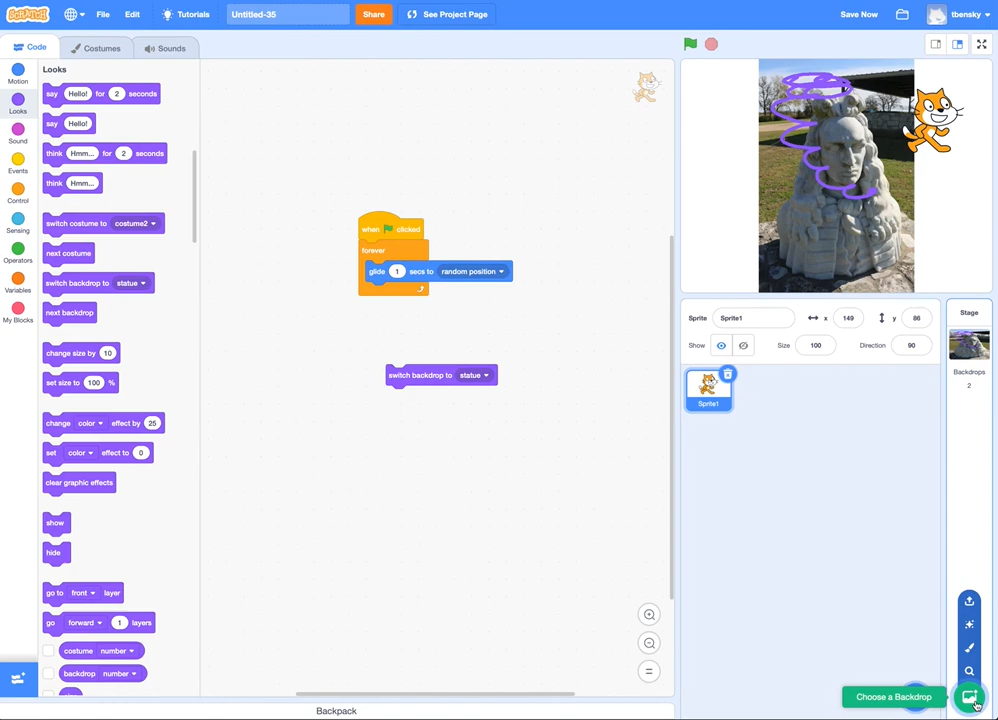 SCRATCH File Edit Tutorials Untitled-35 Share See Project Page Save Now tbensky
Code Costumes Sounds
Motion
Looks
Sound
Events
Control
Sensing
Operators
Variables
My Blocks
Looks
say Hello! for 2 seconds
say Hello!
think Hmm... for 2 seconds
think Hmm...
switch costume to costume2
next costume
switch backdrop to statue
next backdrop
change size by 10
set size to 100 %
change color effect by 25
set color effect to 0
clear graphic effects
show
hide
go to front layer
go forward 1 layers
costume number
backdrop number
when clicked
forever
glide 1 secs to random position
switch backdrop to statue
Backpack
Sprite Sprite1 x 149 y 86
Show Size 100 Direction 90
Sprite1
Stage
Backdrops
2
Choose a Backdrop